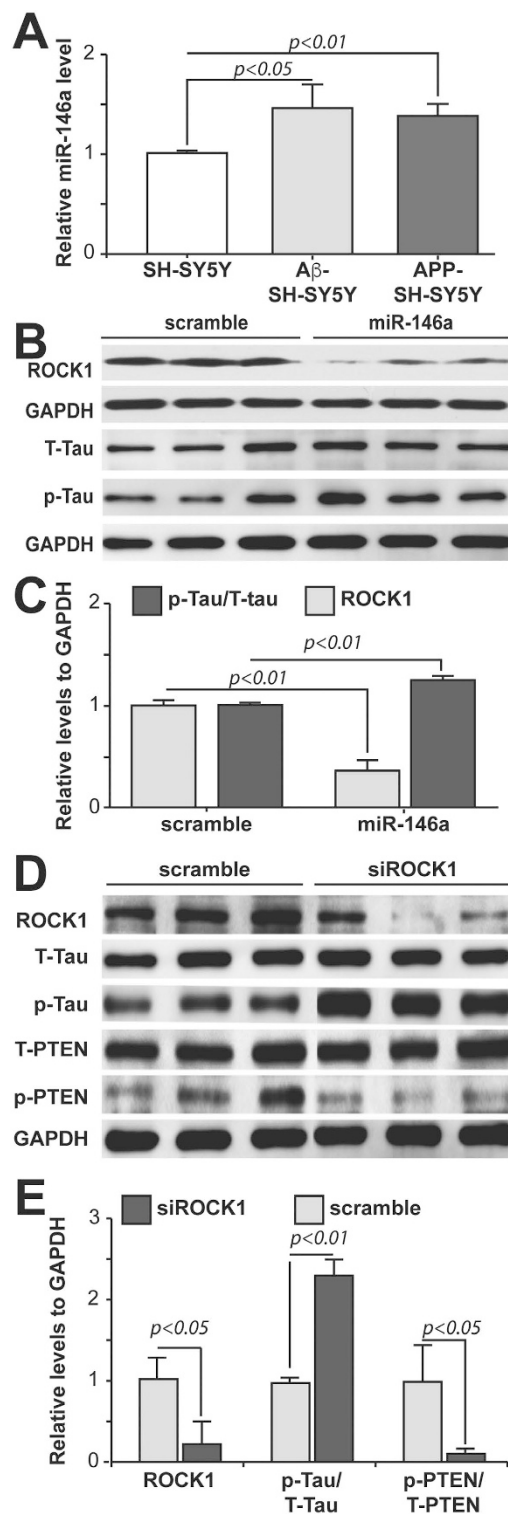 A
Relative miR-146a level
2
1
0
p<0.01
p<0.05
SH-SY5Y
Aβ-
SH-SY5Y
APP-
SH-SY5Y
B
scramble
miR-146a
ROCK1
GAPDH
T-Tau
p-Tau
GAPDH
C
Relative levels to GAPDH
2
1
0
p-Tau/T-tau
ROCK1
p<0.01
p<0.01
scramble
miR-146a
D
scramble
siROCK1
ROCK1
T-Tau
p-Tau
T-PTEN
p-PTEN
GAPDH
E
Relative levels to GAPDH
3
2
1
0
siROCK1
scramble
p<0.01
p<0.05
p<0.05
ROCK1
p-Tau/
T-Tau
p-PTEN/
T-PTEN